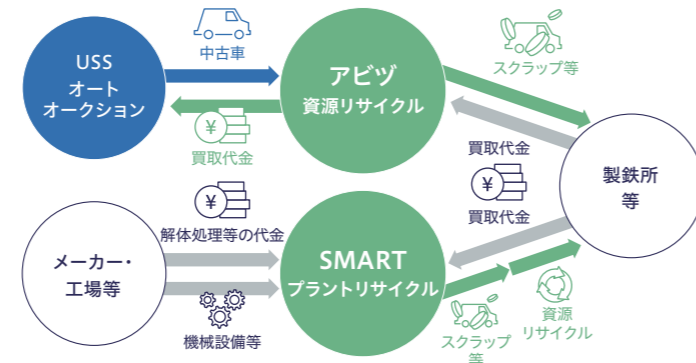 USS
オート
オークション
中古車
¥
買取代金
アビヅ
資源リサイクル
スクラップ等
買取代金
¥
買取代金
製鉄所
等
メーカー・
工場等
¥
解体処理等の代金
機械設備等
SMART
プラントリサイクル
スクラップ
等
資源
リサイクル